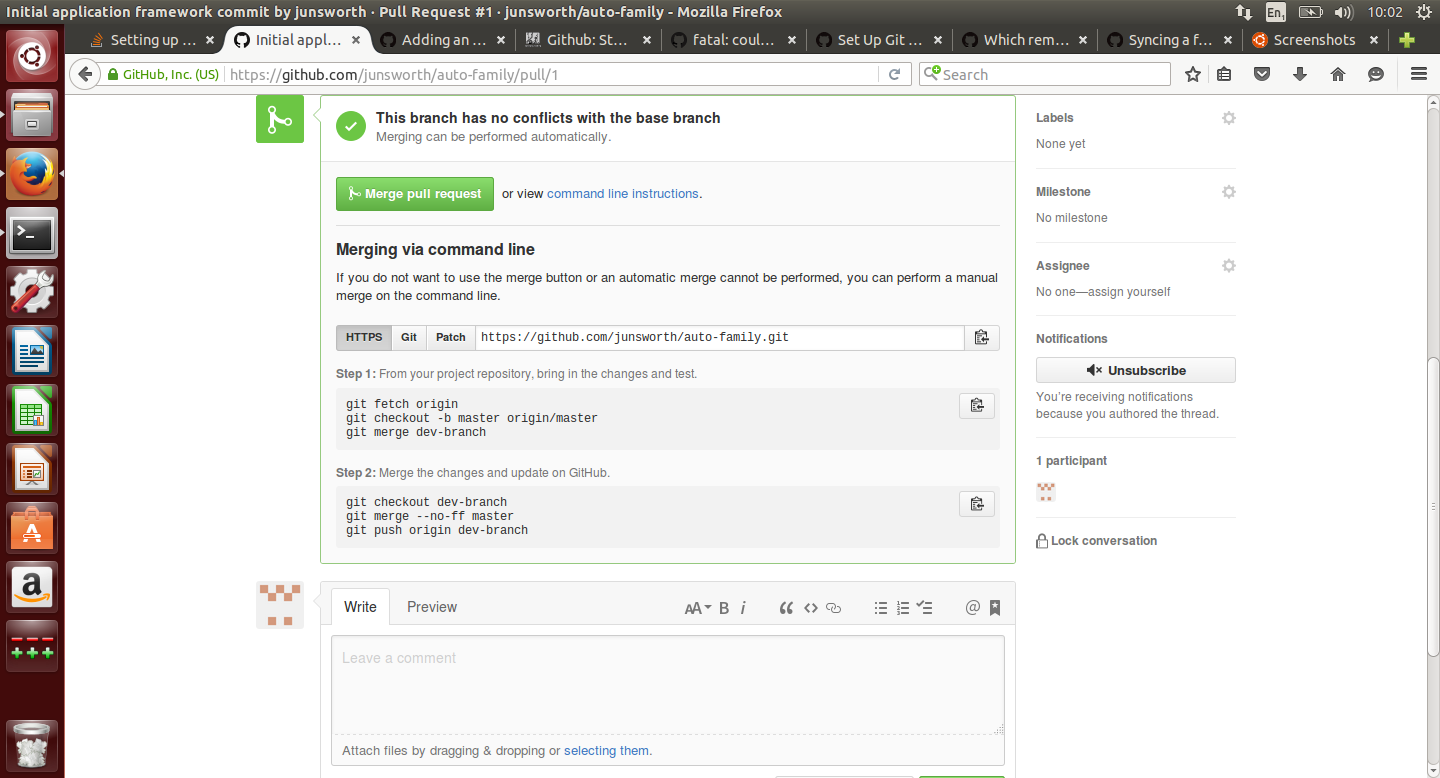 Initial application framework commit by junsworth · Pull Request #1 · junsworth/auto-family - Mozilla Firefox
En1
10:02
Setting up ... ×
Initial appl... ×
Adding an ... ×
Github: St... ×
fatal: coul... ×
Set Up Git ... ×
Which rem... ×
Syncing a f... ×
Screenshots ×
GitHub, Inc. (US)
https://github.com/junsworth/auto-family/pull/1
Search
This branch has no conflicts with the base branch
Merging can be performed automatically.
Merge pull request
or view command line instructions.
Merging via command line
If you do not want to use the merge button or an automatic merge cannot be performed, you can perform a manual
merge on the command line.
HTTPS
Git
Patch
https://github.com/junsworth/auto-family.git
Step 1: From your project repository, bring in the changes and test.
git fetch origin
git checkout -b master origin/master
git merge dev-branch
Step 2: Merge the changes and update on GitHub.
git checkout dev-branch
git merge --no-ff master
git push origin dev-branch
Write
Preview
AA
B
i
@
Leave a comment
Attach files by dragging & dropping or selecting them.
Labels
None yet
Milestone
No milestone
Assignee
No one—assign yourself
Notifications
Unsubscribe
You're receiving notifications
because you authored the thread.
1 participant
Lock conversation